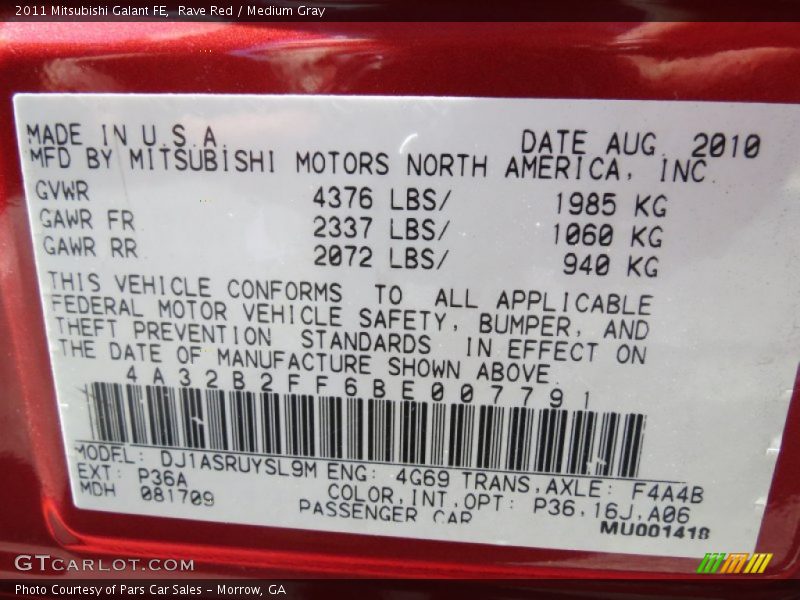 2011 Mitsubishi Galant FE, Rave Red / Medium Gray
MADE IN U.S.A. DATE AUG. 2010
MFD BY MITSUBISHI MOTORS NORTH AMERICA, INC.
GVWR 4376 LBS/ 1985 KG
GAWR FR 2337 LBS/ 1060 KG
GAWR RR 2072 LBS/ 940 KG
THIS VEHICLE CONFORMS TO ALL APPLICABLE
FEDERAL MOTOR VEHICLE SAFETY, BUMPER, AND
THEFT PREVENTION STANDARDS IN EFFECT ON
THE DATE OF MANUFACTURE SHOWN ABOVE.
4A32B2FF6BE007791
MODEL: DJ1ASRUYSL9M ENG: 4G69 TRANS,AXLE: F4A4B
EXT: P36A COLOR,INT,OPT: P36,16J,A06
MDH 081709 PASSENGER CAR
MU001418
GTCARLOT.COM
Photo Courtesy of Pars Car Sales - Morrow, GA